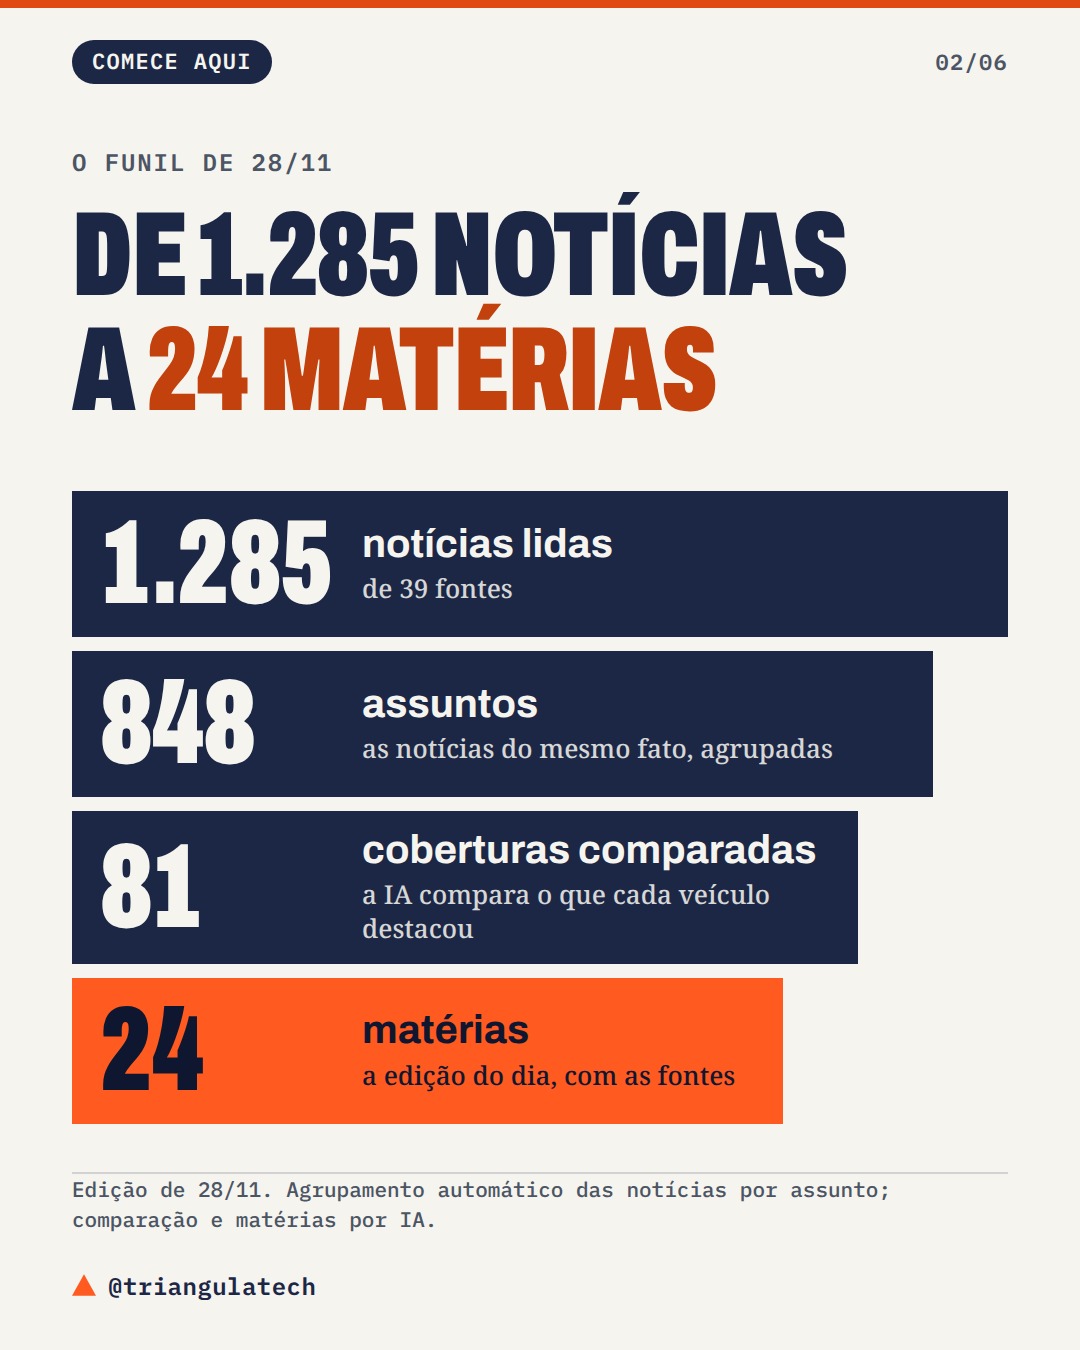 COMECE AQUI
02/06
O FUNIL DE 28/11
DE 1.285 NOTÍCIAS
A 24 MATÉRIAS
1.285
notícias lidas
de 39 fontes
848
assuntos
as notícias do mesmo fato, agrupadas
81
coberturas comparadas
a IA compara o que cada veículo
destacou
24
matérias
a edição do dia, com as fontes
Edição de 28/11. Agrupamento automático das notícias por assunto;
comparação e matérias por IA.
@triangulatech